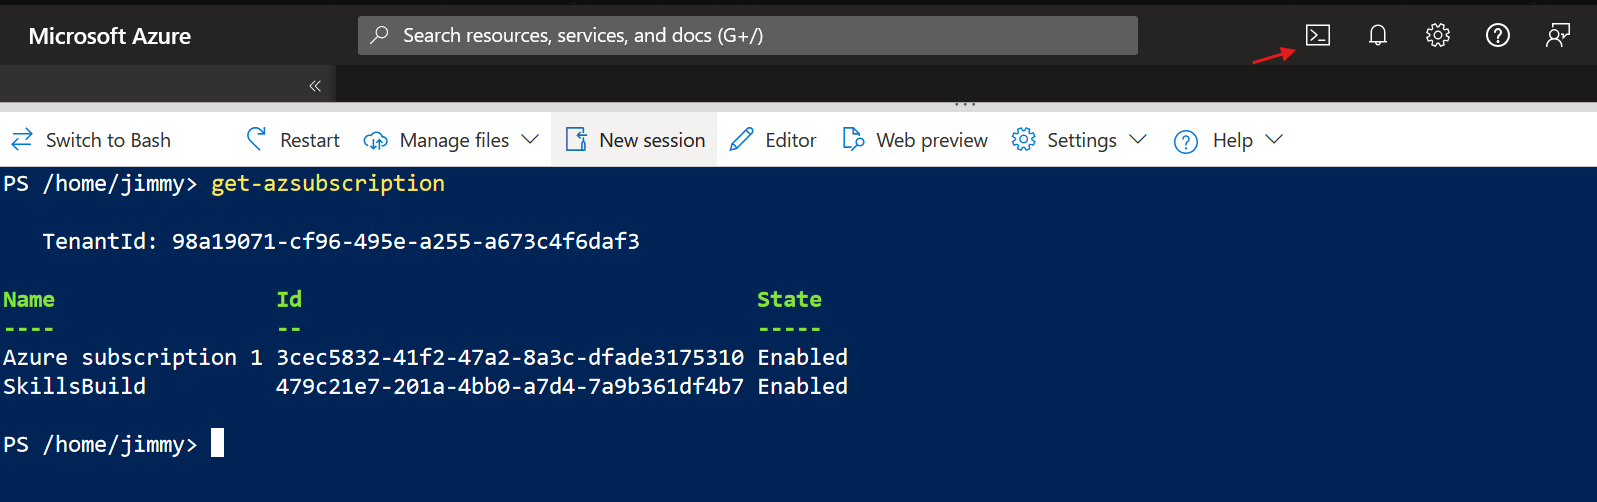 Microsoft Azure
Search resources, services, and docs (G+/)
Switch to Bash Restart Manage files New session Editor Web preview Settings Help
PS /home/jimmy> get-azsubscription
TenantId: 98a19071-cf96-495e-a255-a673c4f6daf3
Name Id State
---- -- -----
Azure subscription 1 3cec5832-41f2-47a2-8a3c-dfade3175310 Enabled
SkillsBuild 479c21e7-201a-4bb0-a7d4-7a9b361df4b7 Enabled
PS /home/jimmy>